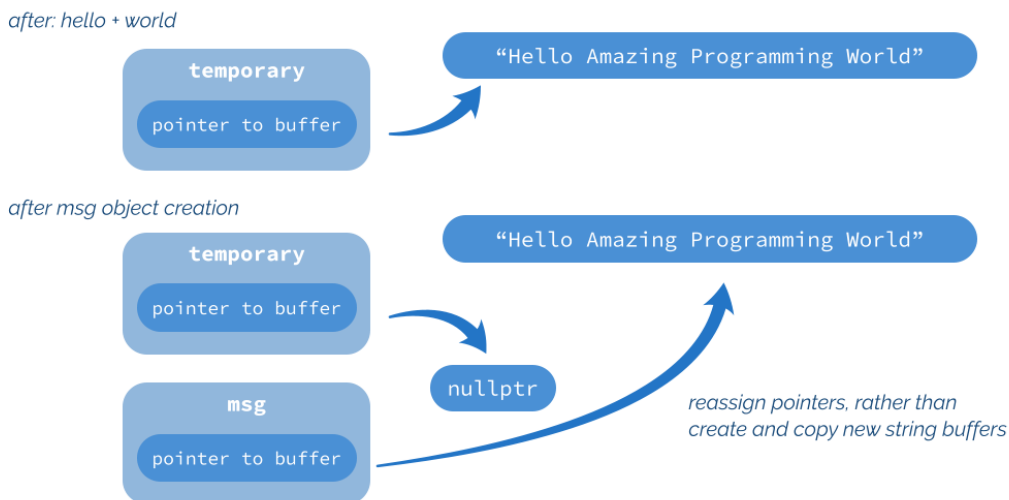 after: hello + world
temporary
“Hello Amazing Programming World”
pointer to buffer
after msg object creation
temporary
“Hello Amazing Programming World”
pointer to buffer
nullptr
msg
reassign pointers, rather than
create and copy new string buffers
pointer to buffer